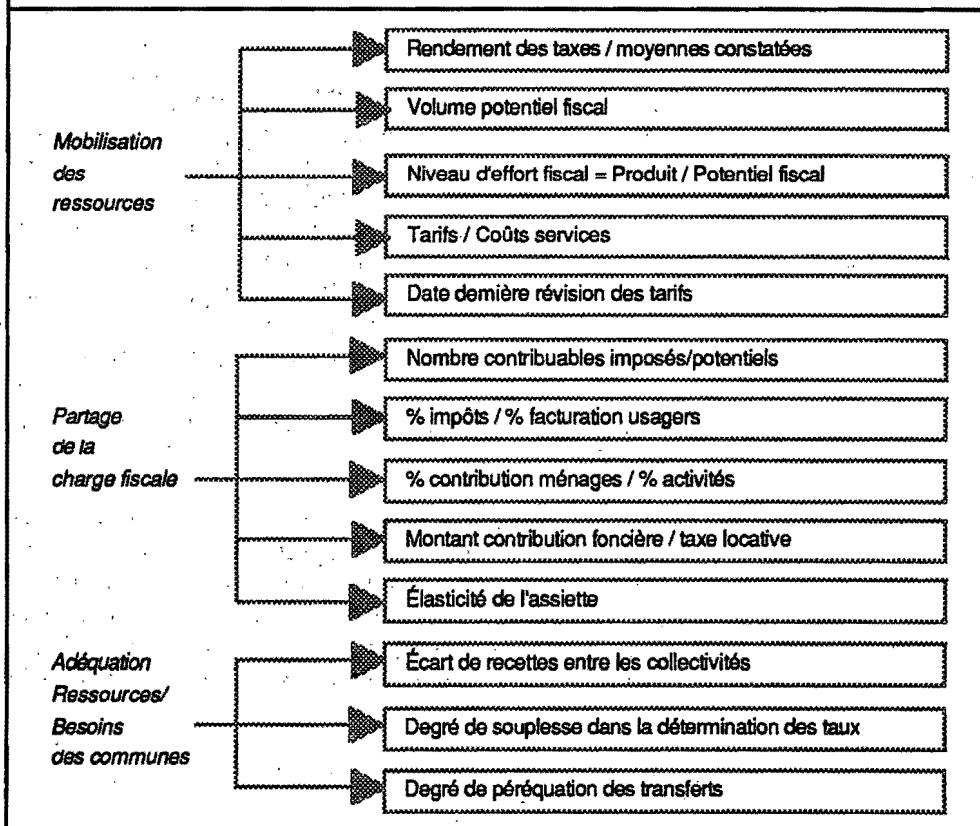 Mobilisation
des
ressources
Rendement des taxes / moyennes constatées
Volume potentiel fiscal
Niveau d'effort fiscal = Produit / Potentiel fiscal
Tarifs / Coûts services
Date dernière révision des tarifs
Partage
de la
charge fiscale
Nombre contribuables imposés/potentiels
% impôts / % facturation usagers
% contribution ménages / % activités
Montant contribution foncière / taxe locative
Élasticité de l'assiette
Adéquation
Ressources/
Besoins
des communes
Écart de recettes entre les collectivités
Degré de souplesse dans la détermination des taux
Degré de péréquation des transferts